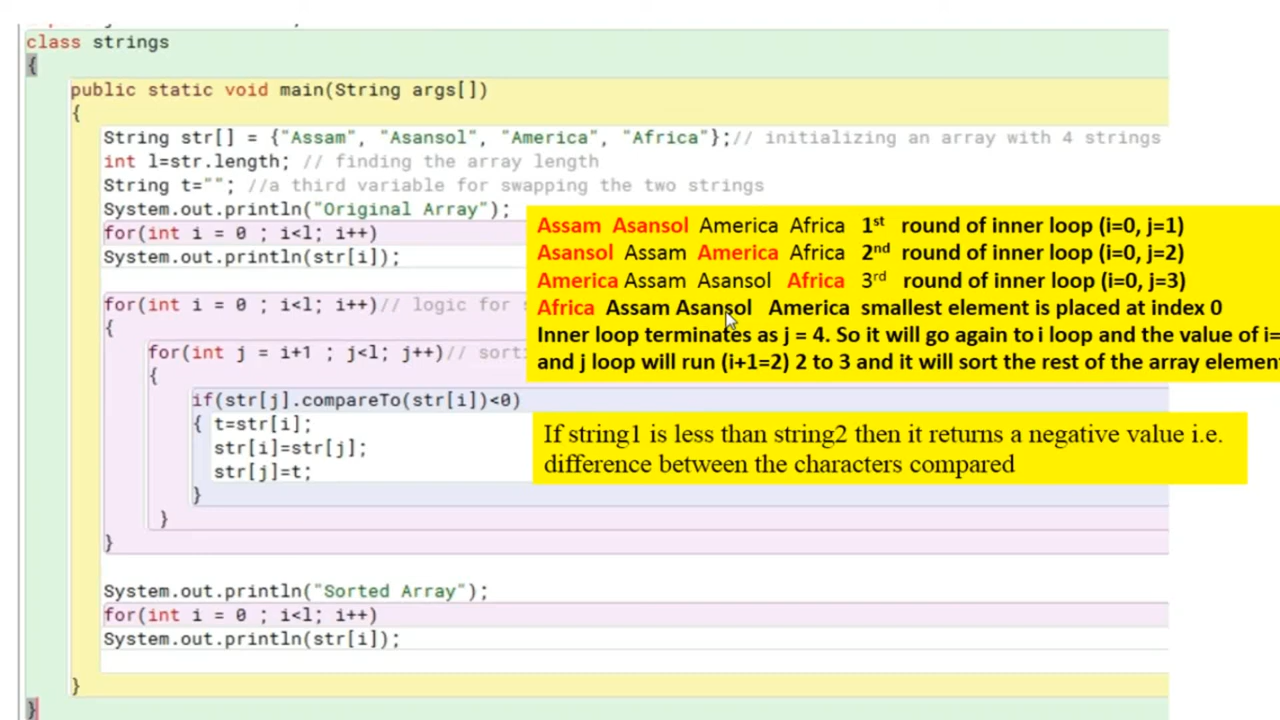 class strings
{
public static void main(String args[])
{
String str[] = {"Assam", "Asansol", "America", "Africa"};// initializing an array with 4 strings
int l=str.length; // finding the array length
String t=""; //a third variable for swapping the two strings
System.out.println("Original Array");
for(int i = 0 ; i<l; i++)
System.out.println(str[i]);
for(int i = 0 ; i<l; i++)// logic for
{
for(int j = i+1 ; j<l; j++)//
{
if(str[j].compareTo(str[i])<0)
{ t=str[i];
str[i]=str[j];
str[j]=t;
}
}
}
System.out.println("Sorted Array");
for(int i = 0 ; i<l; i++)
System.out.println(str[i]);
}
}
Assam Asansol America Africa 1st round of inner loop (i=0, j=1)
Asansol Assam America Africa 2nd round of inner loop (i=0, j=2)
America Assam Asansol Africa 3rd round of inner loop (i=0, j=3)
Africa Assam Asansol America smallest element is placed at index 0
Inner loop terminates as j = 4. So it will go again to i loop and the value of i=
and j loop will run (i+1=2) 2 to 3 and it will sort the rest of the array
If string1 is less than string2 then it returns a negative value i.e.
difference between the characters compared